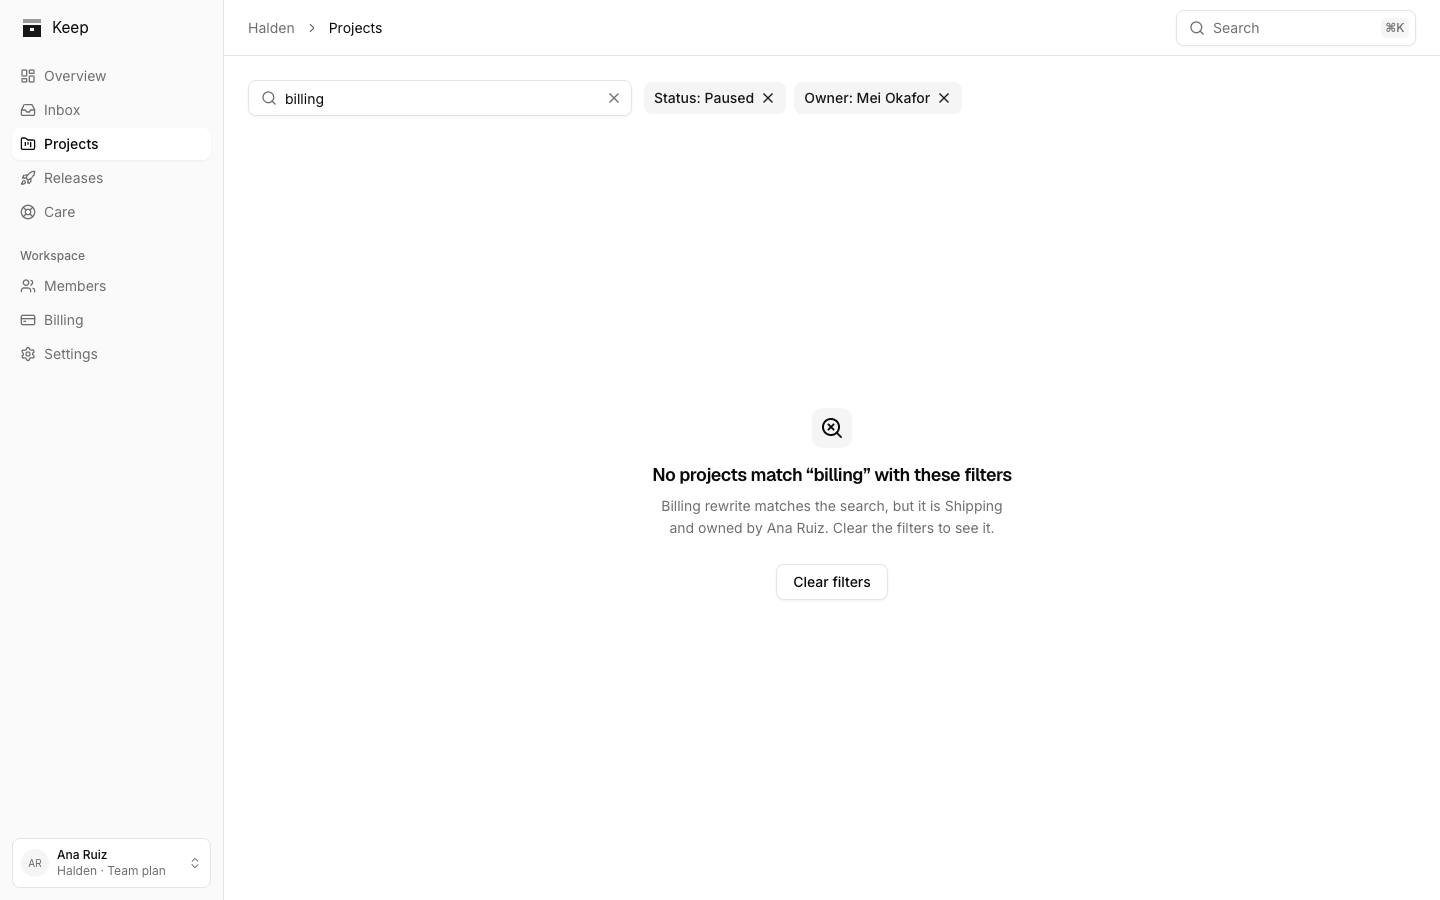 Keep
Overview
Inbox
Projects
Releases
Care
Workspace
Members
Billing
Settings
AR
Ana Ruiz
Halden · Team plan
Halden
Projects
Search
⌘K
billing
Status: Paused
Owner: Mei Okafor
No projects match “billing” with these filters
Billing rewrite matches the search, but it is Shipping
and owned by Ana Ruiz. Clear the filters to see it.
Clear filters